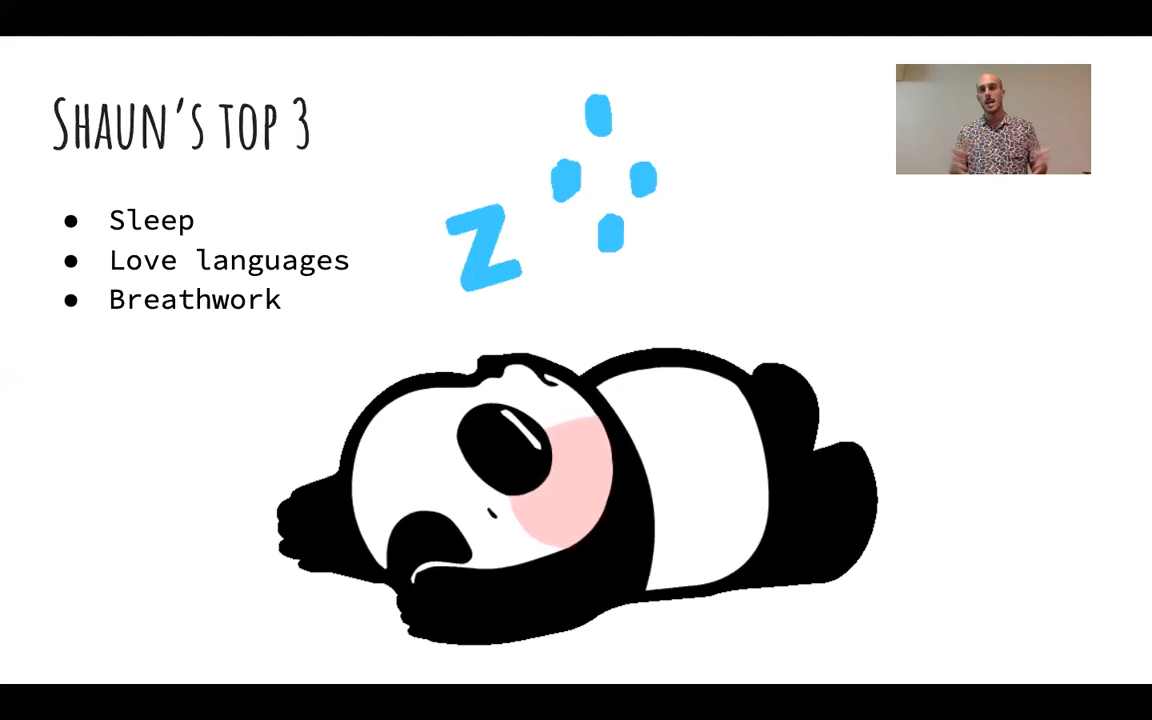 Shaun's top 3
● Sleep
● Love languages
● Breathwork
Z